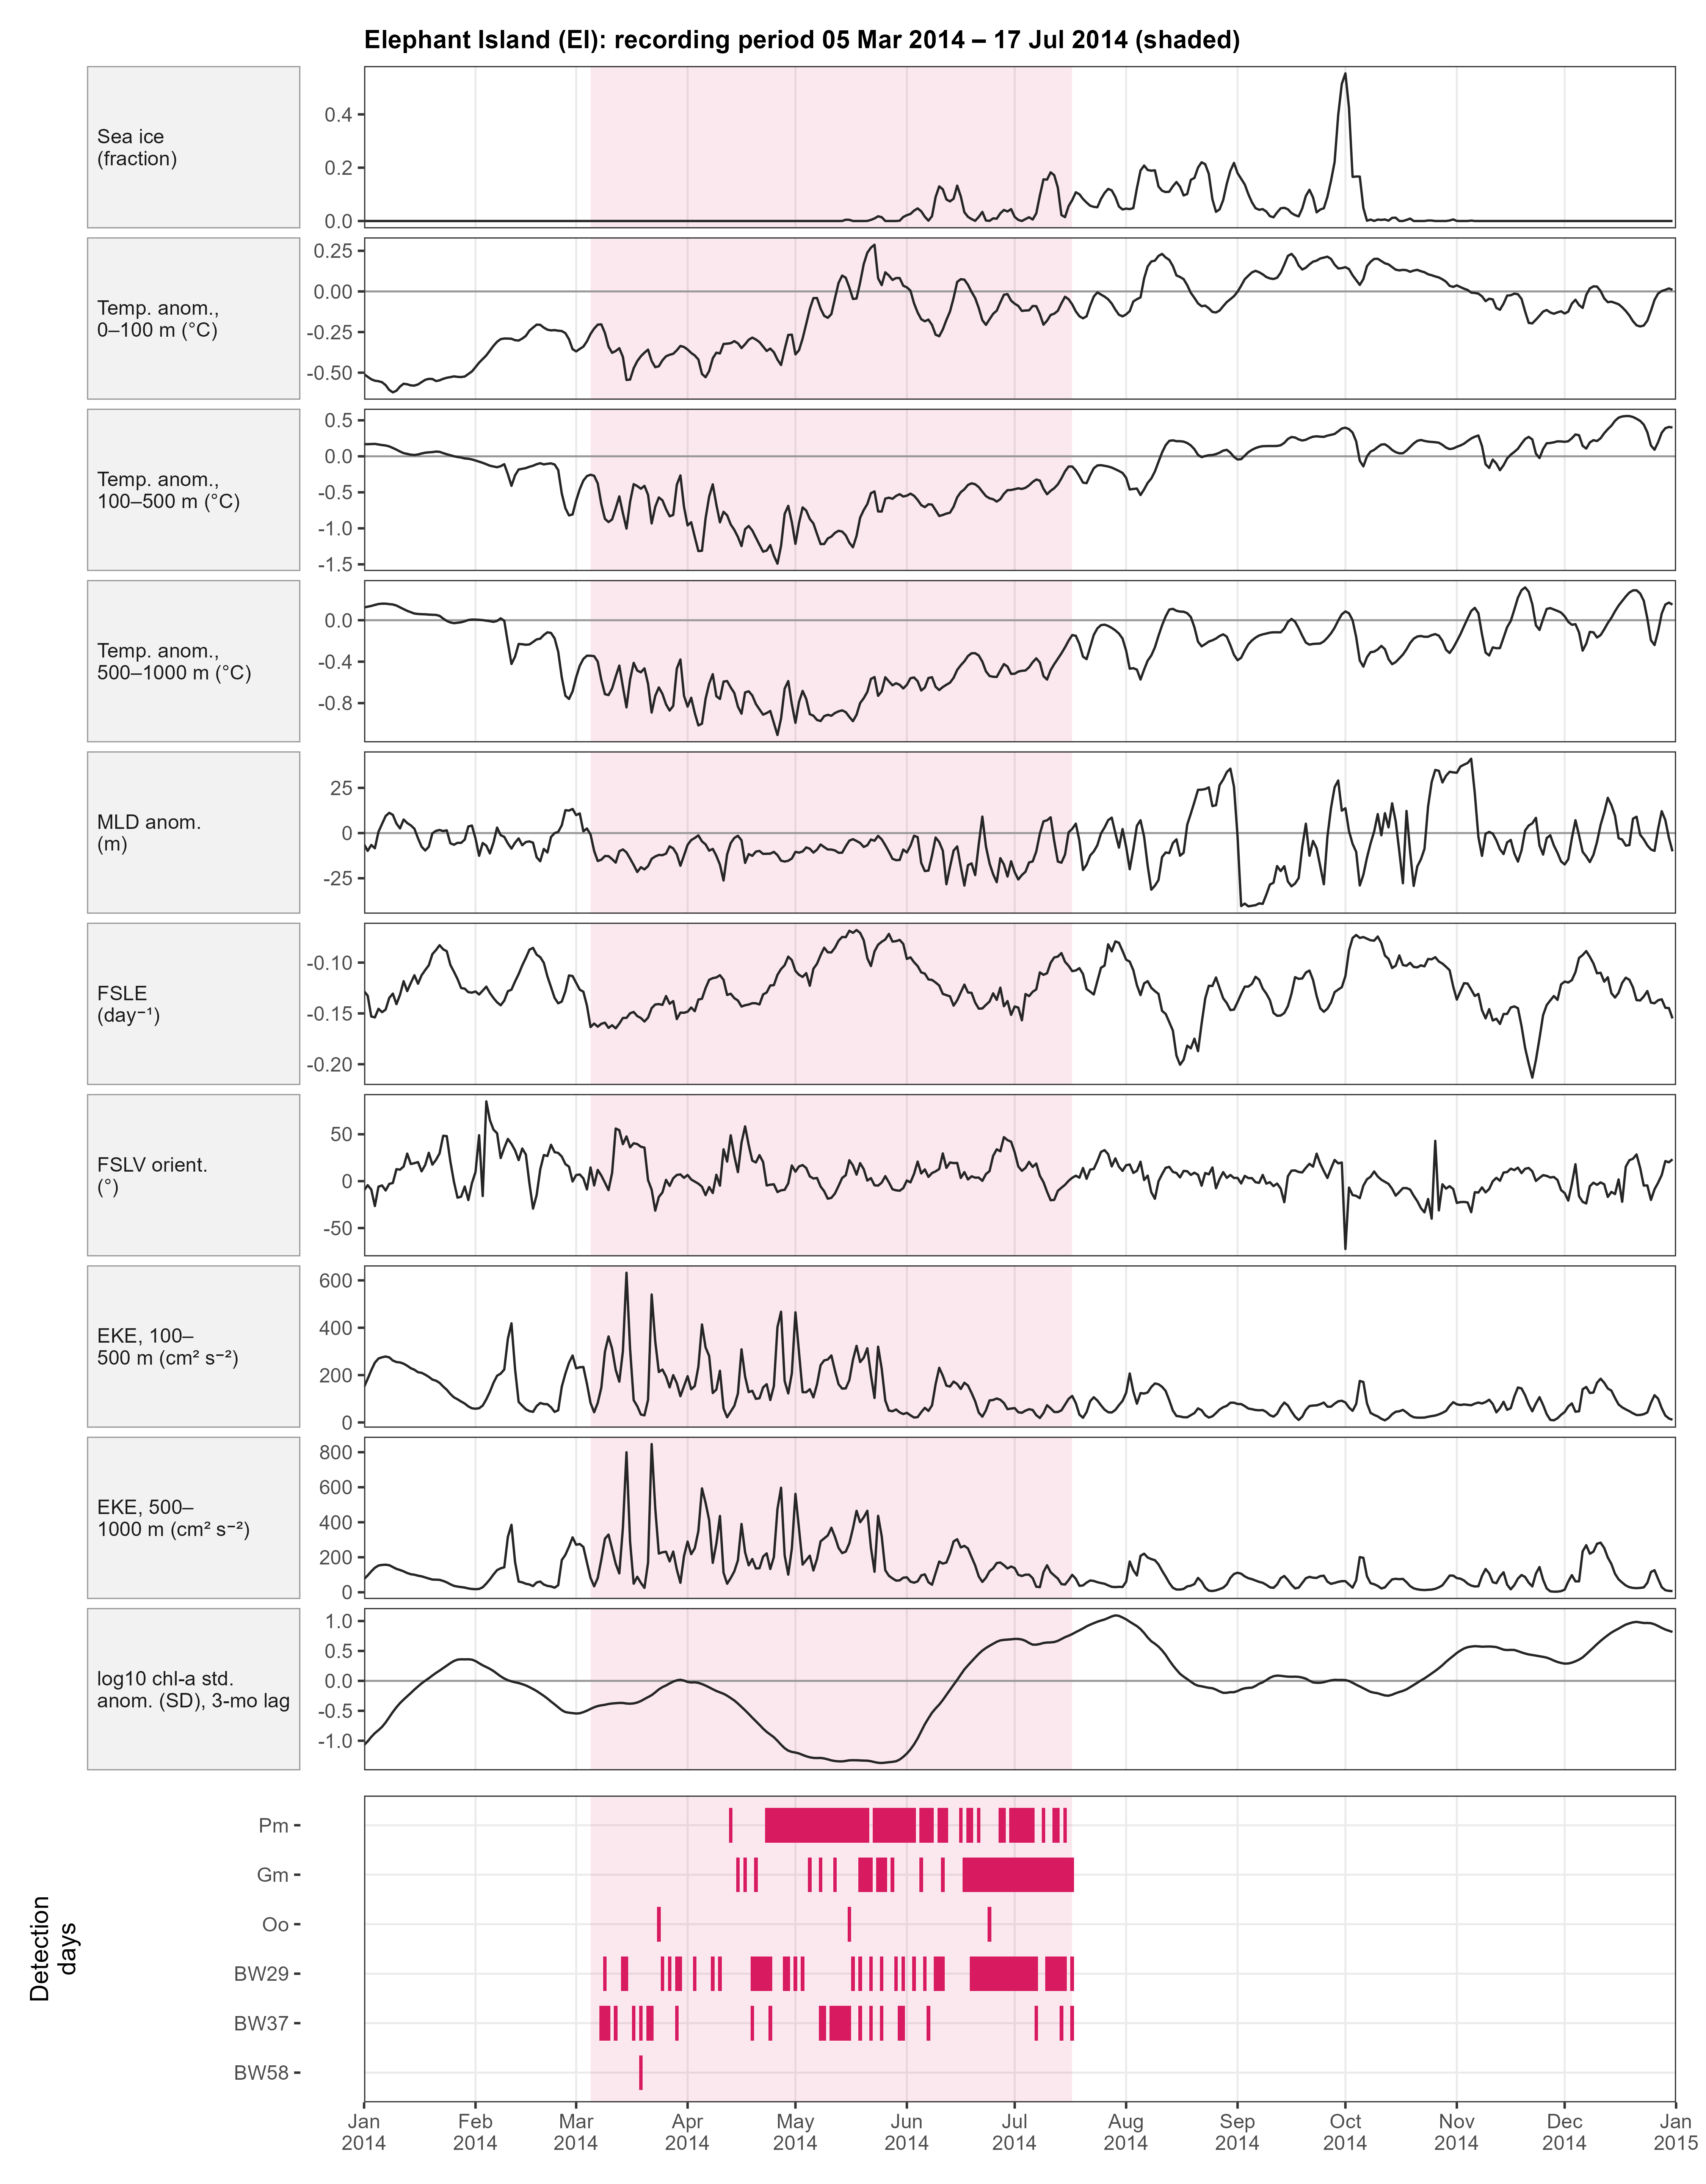 Elephant Island (EI): recording period 05 Mar 2014 – 17 Jul 2014 (shaded)
Sea ice
(fraction)
0.4
0.2
0.0
Temp. anom.,
0–100 m (°C)
0.25
0.00
-0.25
-0.50
Temp. anom.,
100–500 m (°C)
0.5
0.0
-0.5
-1.0
-1.5
Temp. anom.,
500–1000 m (°C)
0.0
-0.4
-0.8
MLD anom.
(m)
25
0
-25
FSLE
(day⁻¹)
-0.10
-0.15
-0.20
FSLV orient.
(°)
50
0
-50
EKE, 100–
500 m (cm² s⁻²)
600
400
200
0
EKE, 500–
1000 m (cm² s⁻²)
800
600
400
200
0
log10 chl-a std.
anom. (SD), 3-mo lag
1.0
0.5
0.0
-0.5
-1.0
Detection
days
Pm
Gm
Oo
BW29
BW37
BW58
Jan Feb Mar Apr May Jun Jul Aug Sep Oct Nov Dec Jan
2014 2014 2014 2014 2014 2014 2014 2014 2014 2014 2014 2014 2015